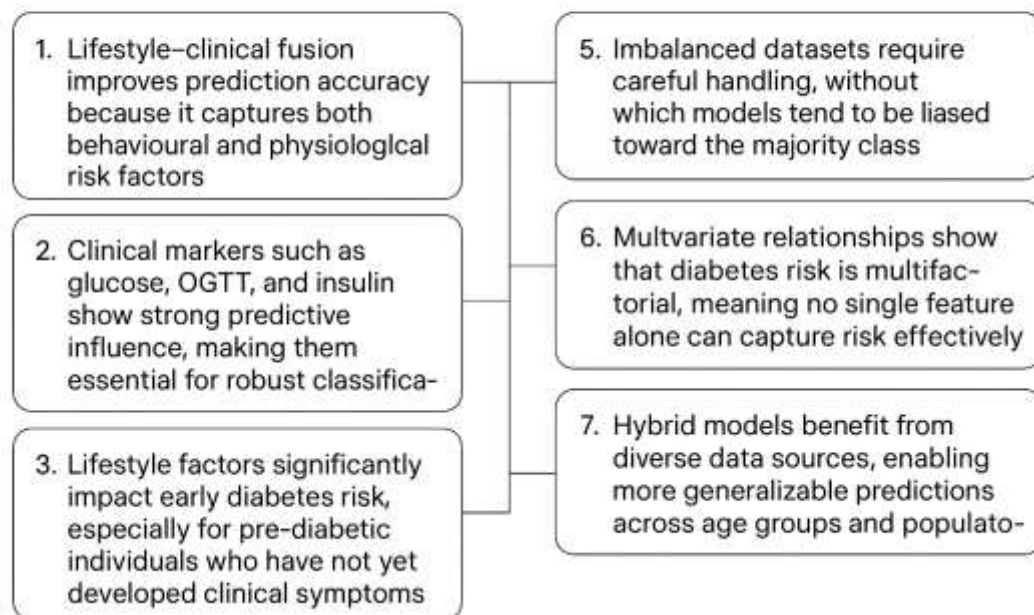 1. Lifestyle–clinical fusion
improves prediction accuracy
because it captures both
behavioural and physiologlcal
risk factors
2. Clinical markers such as
glucose, OGTT, and insulin
show strong predictive
influence, making them
essential for robust classifica-
3. Lifestyle factors significantly
impact early diabetes risk,
especially for pre-diabetic
individuals who have not yet
developed clinical symptoms
5. Imbalanced datasets require
careful handling, without
which models tend to be liased
toward the majority class
6. Multvariate relationships show
that diabetes risk is multifac-
torial, meaning no single feature
alone can capture risk effectively
7. Hybrid models benefit from
diverse data sources, enabling
more generalizable predictions
across age groups and populato-